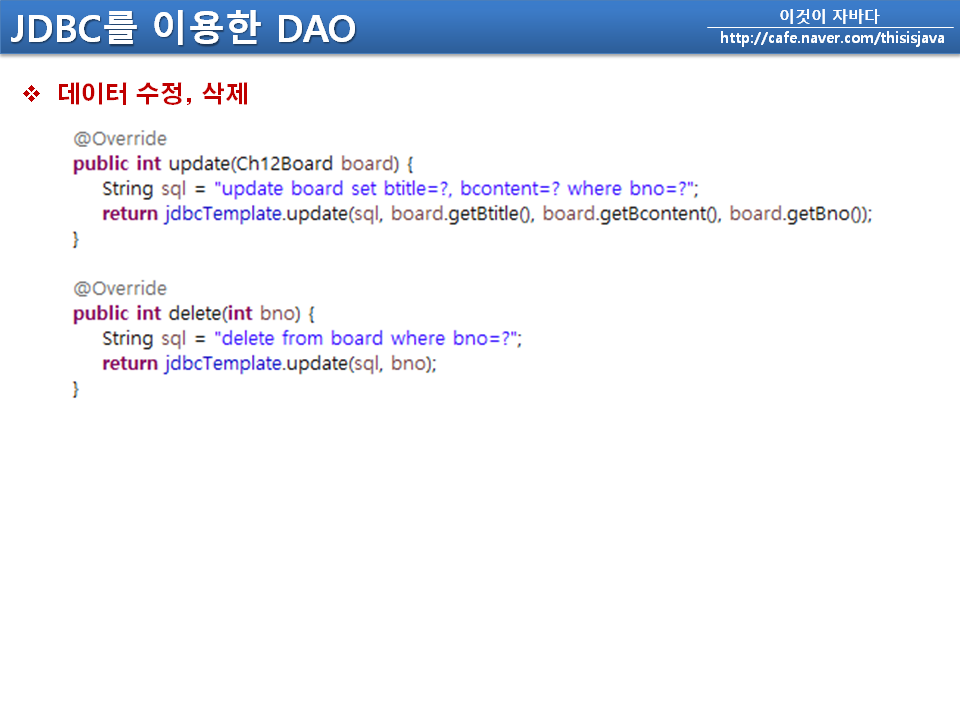 JDBC를 이용한 DAO
이것이 자바다
http://cafe.naver.com/thisisjava
❖ 데이터 수정, 삭제
@Override
public int update(Ch12Board board) {
String sql = "update board set btitle=?, bcontent=? where bno=?";
return jdbcTemplate.update(sql, board.getBtitle(), board.getBcontent(), board.getBno());
}
@Override
public int delete(int bno) {
String sql = "delete from board where bno=?";
return jdbcTemplate.update(sql, bno);
}